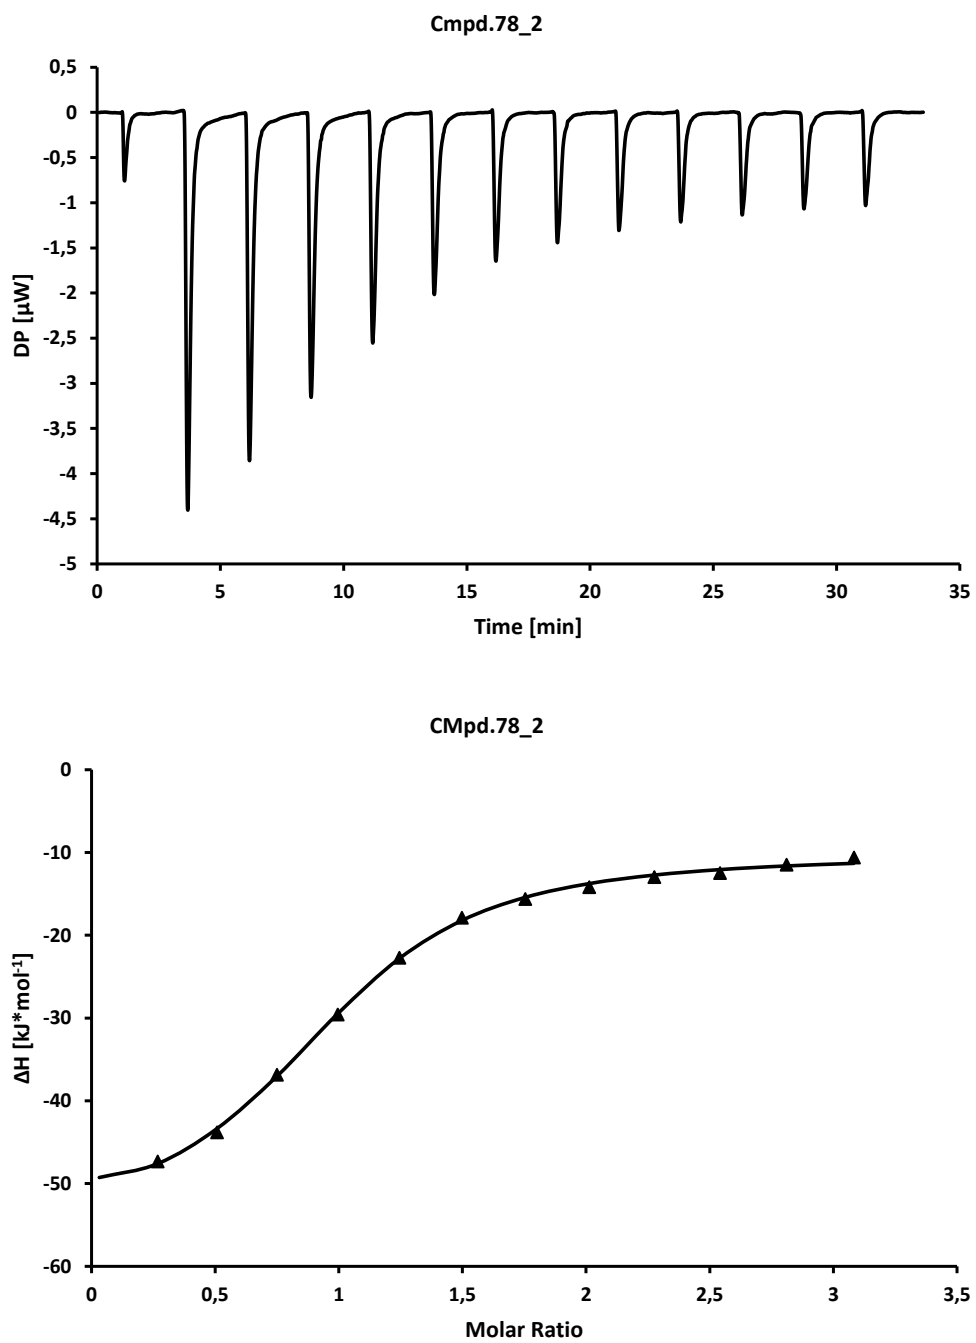 Cmpd.78_2
0,5
0
-0,5
-1
-1,5
-2
-2,5
-3
-3,5
-4
-4,5
-5
DP [µW]
0 5 10 15 20 25 30 35
Time [min]
CMpd.78_2
0
-10
-20
-30
-40
-50
-60
ΔH [kJ*mol⁻¹]
0 0,5 1 1,5 2 2,5 3 3,5
Molar Ratio